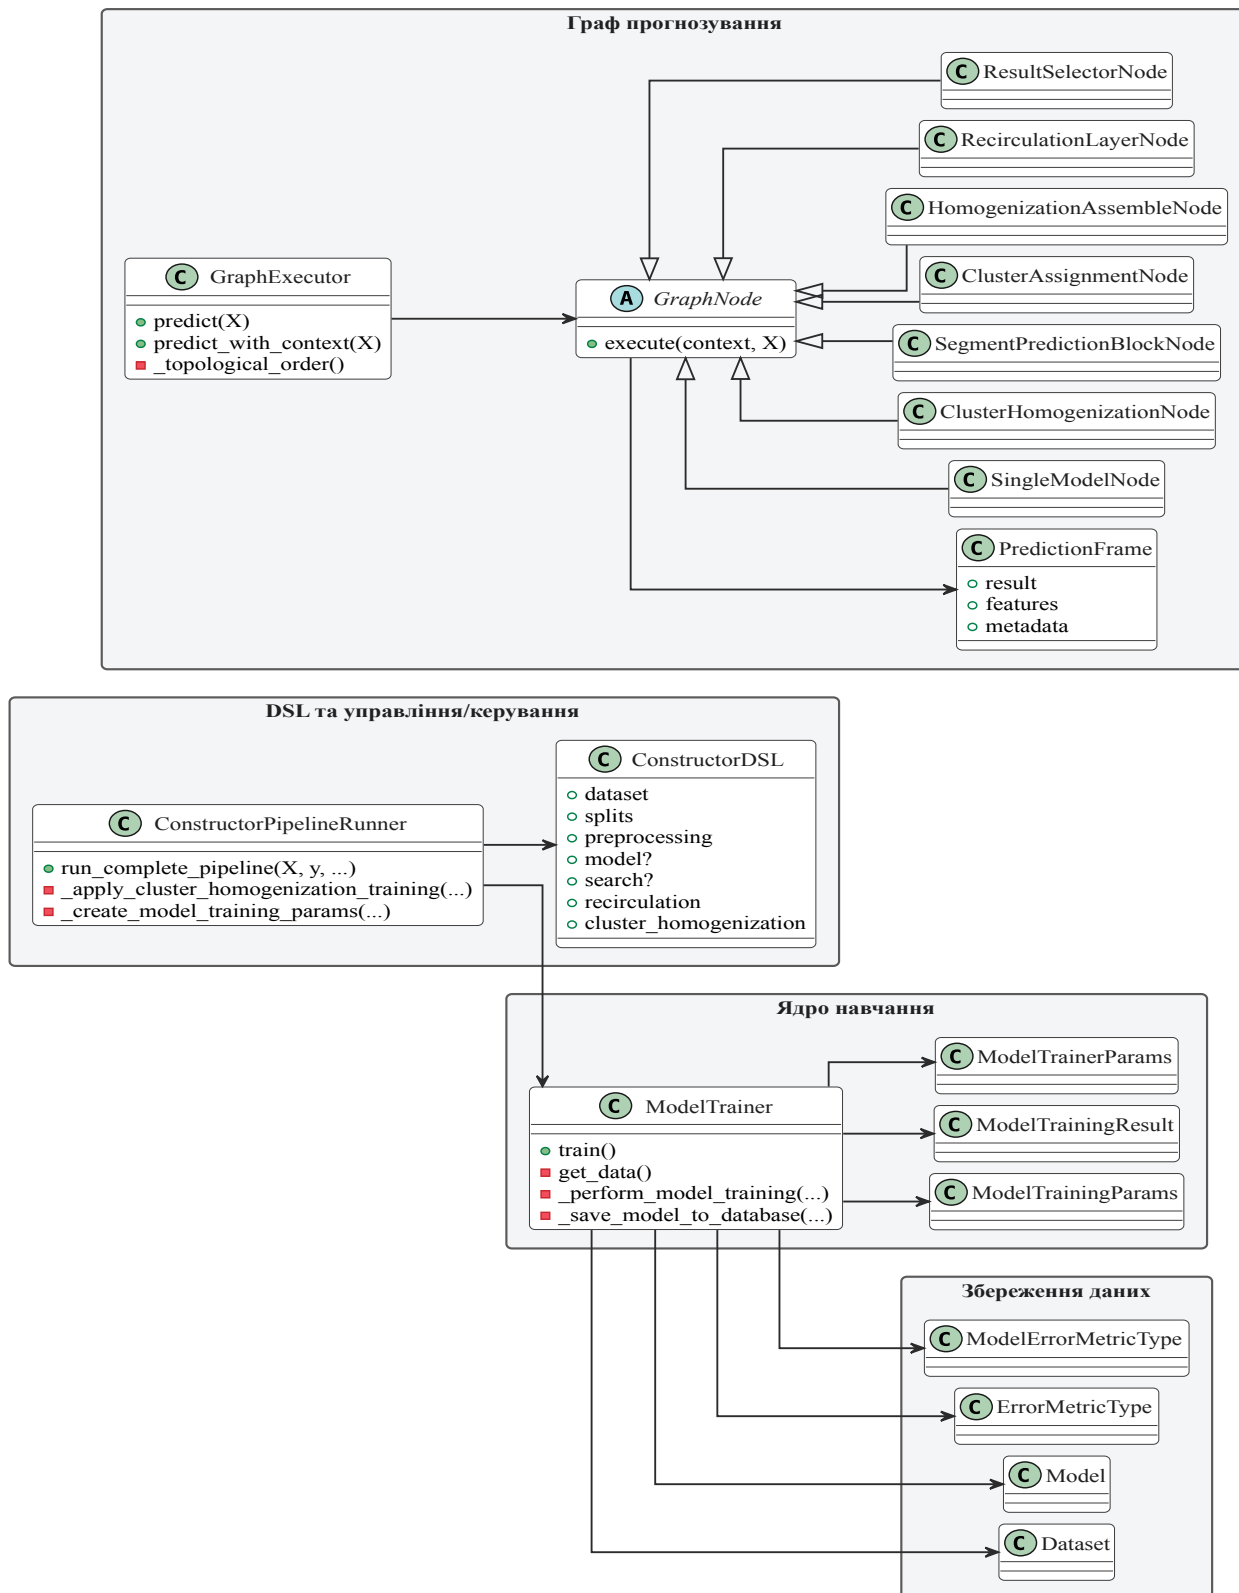 Граф прогнозування
C ResultSelectorNode
C RecirculationLayerNode
C HomogenizationAssembleNode
C GraphExecutor
predict(X)
predict_with_context(X)
_topological_order()
A GraphNode
execute(context, X)
C ClusterAssignmentNode
C SegmentPredictionBlockNode
C ClusterHomogenizationNode
C SingleModelNode
C PredictionFrame
result
features
metadata
DSL та управління/керування
C ConstructorPipelineRunner
run_complete_pipeline(X, y, ...)
_apply_cluster_homogenization_training(...)
_create_model_training_params(...)
C ConstructorDSL
dataset
splits
preprocessing
model?
search?
recirculation
cluster_homogenization
Ядро навчання
C ModelTrainer
train()
get_data()
_perform_model_training(...)
_save_model_to_database(...)
C ModelTrainerParams
C ModelTrainingResult
C ModelTrainingParams
Збереження даних
C ModelErrorMetricType
C ErrorMetricType
C Model
C Dataset